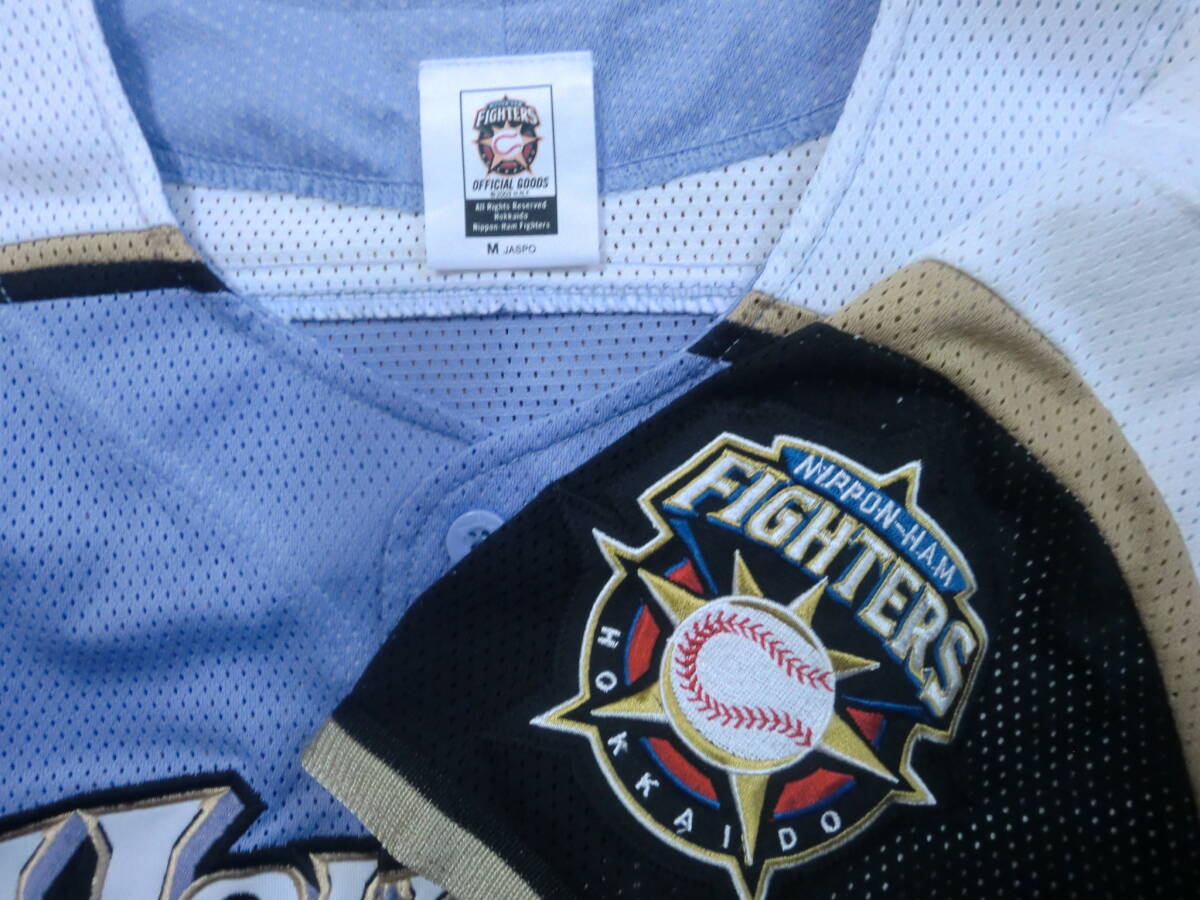 FIGHTERS
OFFICIAL GOODS
All Rights Reserved
Hokkaido
Nippon-Ham Fighters
M JASPO
NIPPON-HAM
FIGHTERS
HOKKAIDO